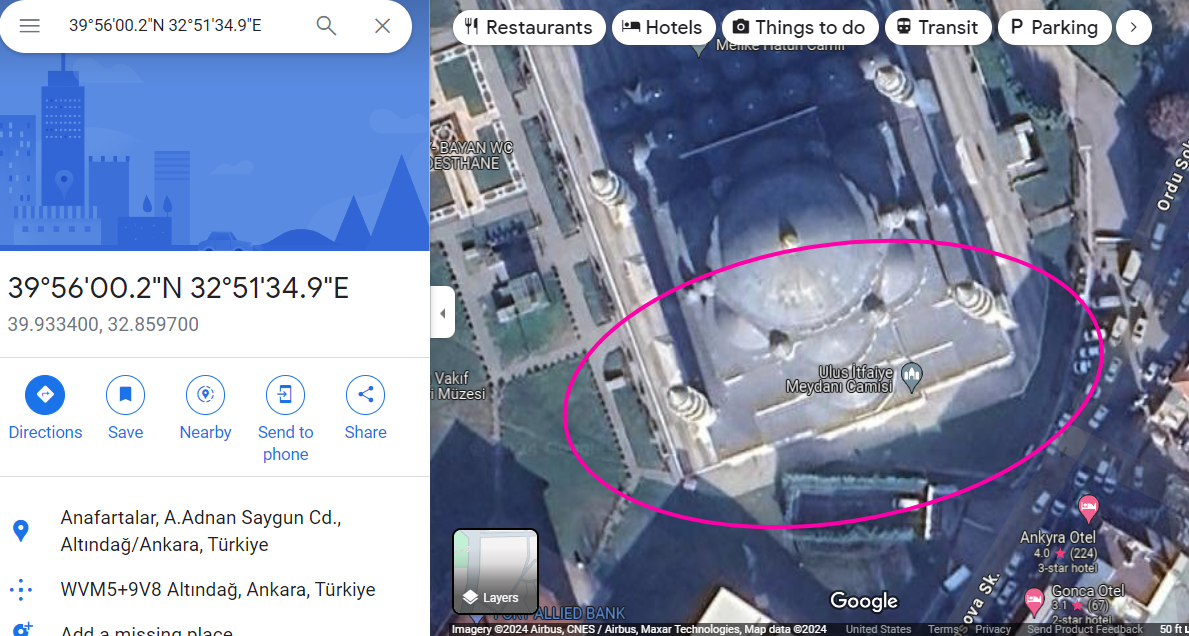 39°56'00.2"N 32°51'34.9"E
Restaurants
Hotels
Things to do
Transit
Parking
Melike Hatun Camii
BAYAN WC
DESTHANE
Ordu Sok
39°56'00.2"N 32°51'34.9"E
39.933400, 32.859700
Ulus İtfaiye
Meydanı Camisi
Vakıf
i Müzesi
Directions
Save
Nearby
Send to
phone
Share
Anafartalar, A.Adnan Saygun Cd.,
Altındağ/Ankara, Türkiye
WVM5+9V8 Altındağ, Ankara, Türkiye
Add a missing place
Ankyra Otel
4.0 ★ (224)
3-star hotel
Gonca Otel
3.1 ★ (67)
2-star hotel
ova Sk.
Layers
ALLIED BANK
Google
Imagery ©2024 Airbus, CNES / Airbus, Maxar Technologies, Map data ©2024
United States
Terms
Privacy
Send Product Feedback
50 ft